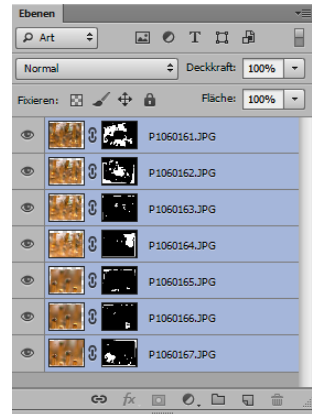 Ebenen
Art
T
Normal
Deckkraft: 100%
Fixieren:
Fläche: 100%
P1060161.JPG
P1060162.JPG
P1060163.JPG
P1060164.JPG
P1060165.JPG
P1060166.JPG
P1060167.JPG
fx